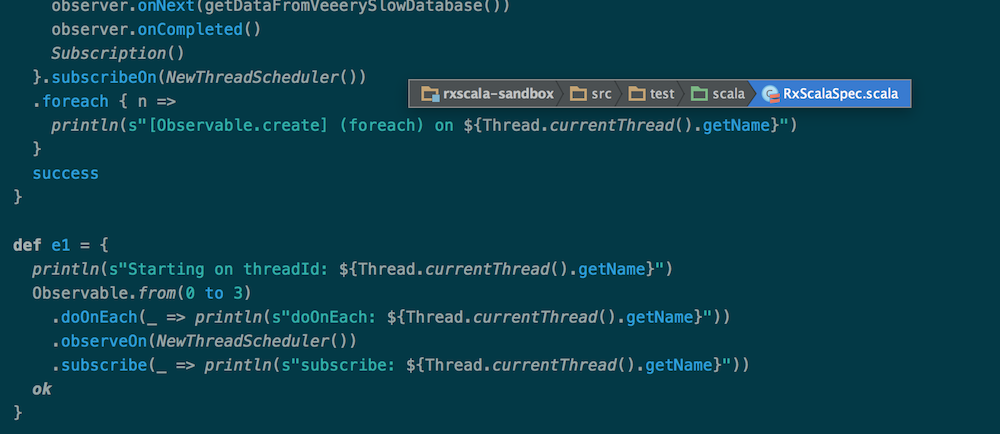 observer.onNext(getDataFromVeeerySlowDatabase())
    observer.onCompleted()
    Subscription()
  }.subscribeOn(NewThreadScheduler())
rxscala-sandbox src test scala RxScalaSpec.scala
  .foreach { n =>
    println(s"[Observable.create] (foreach) on ${Thread.currentThread().getName}")
  }
  success
}

def e1 = {
  println(s"Starting on threadId: ${Thread.currentThread().getName}")
  Observable.from(0 to 3)
    .doOnEach(_ => println(s"doOnEach: ${Thread.currentThread().getName}"))
    .observeOn(NewThreadScheduler())
    .subscribe(_ => println(s"subscribe: ${Thread.currentThread().getName}"))
  ok
}